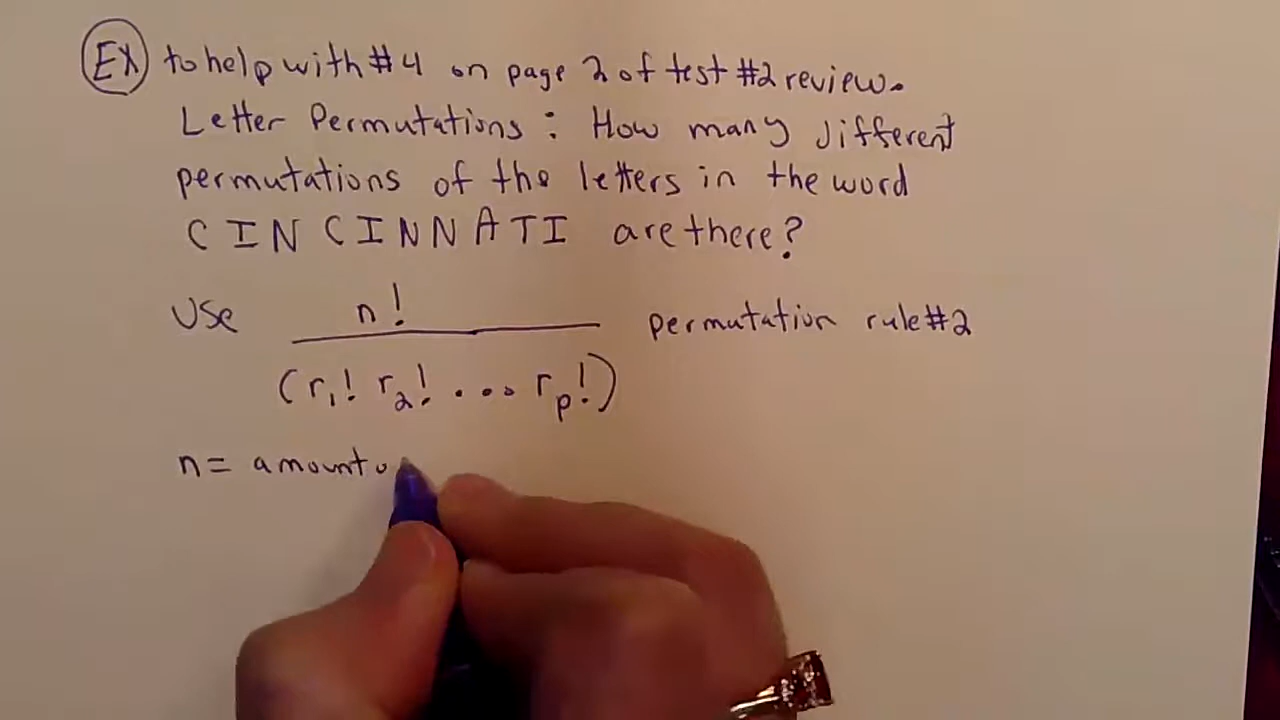 EX to help with #4 on page 2 of test #2 review.
Letter Permutations : How many different
permutations of the letters in the word
CINCINNATI are there?
Use n! / (r1! r2! ... rp!) permutation rule #2
n = amount o